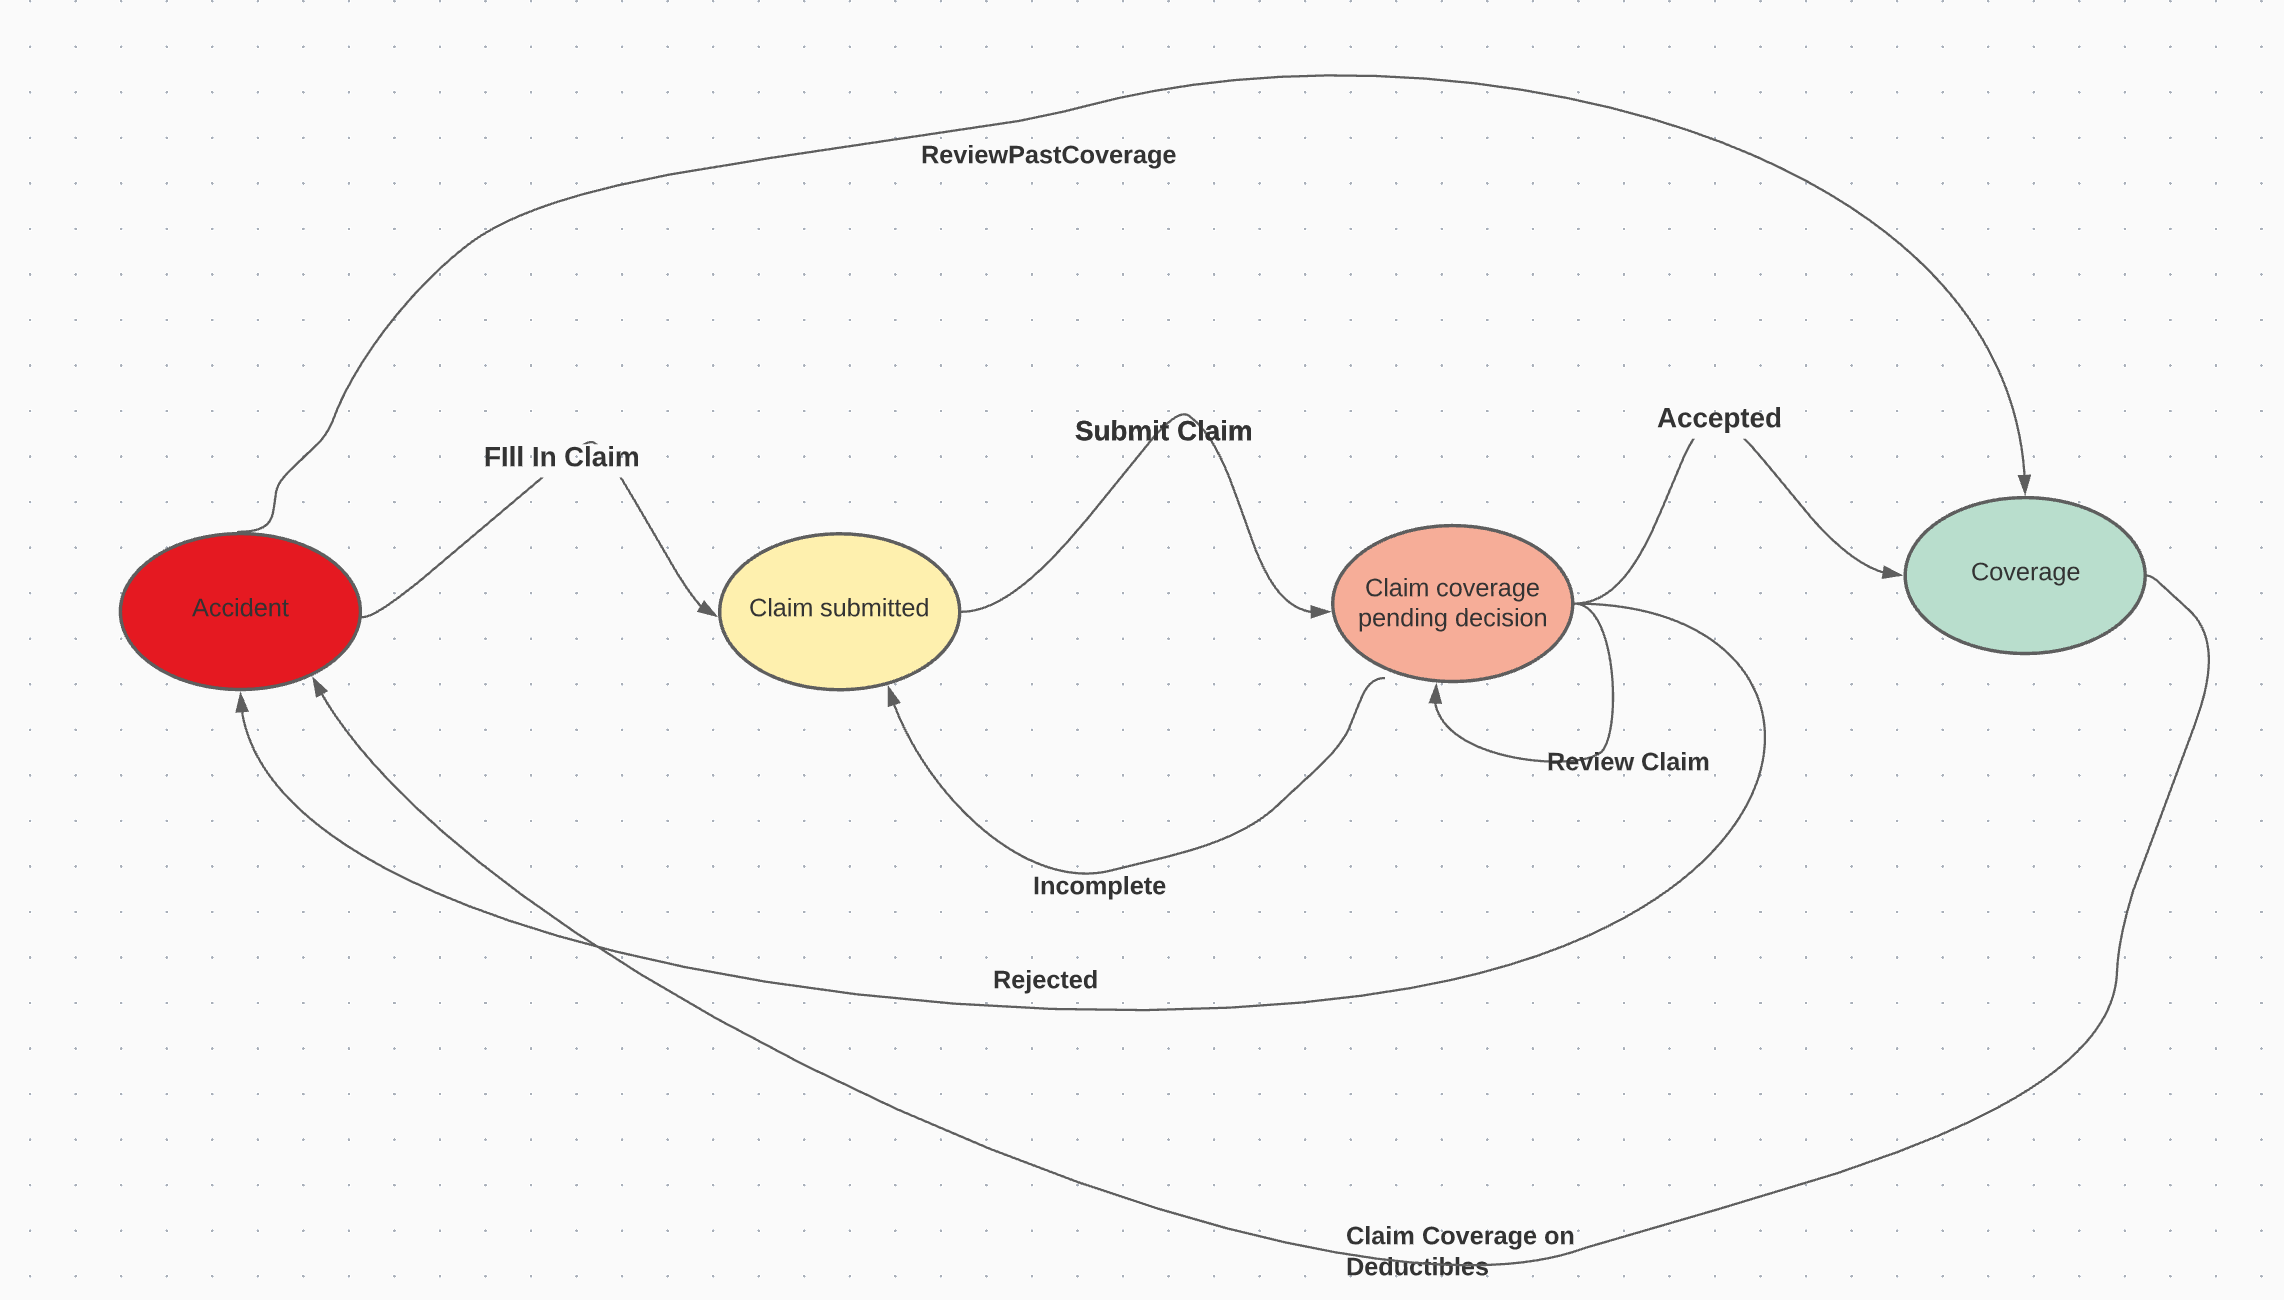 ReviewPastCoverage
Accepted
Submit Claim
FIll In Claim
Accident
Claim submitted
Claim coverage
pending decision
Coverage
Review Claim
Incomplete
Rejected
Claim Coverage on
Deductibles